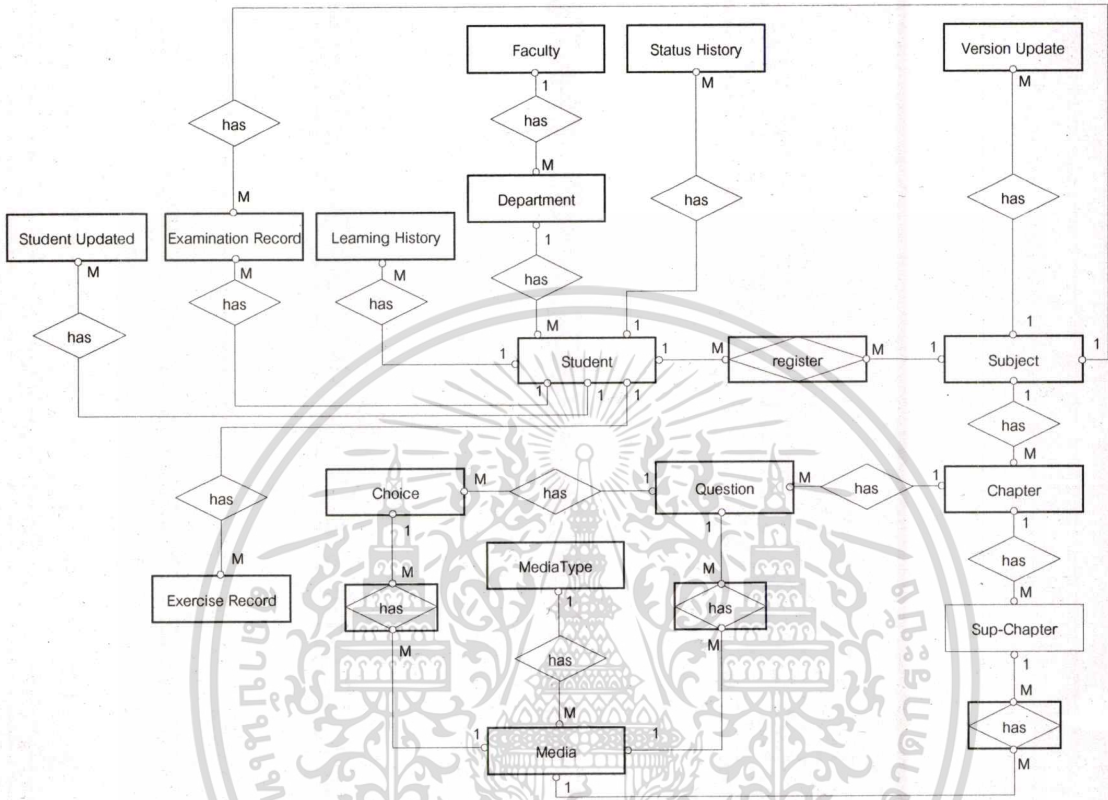 Faculty
Status History
Version Update
1
M
M
has
has
M
M
Department
has
has
Student Updated
Examination Record
Learning History
1
M
M
M
has
has
has
has
M
1
1
Student
1
M
register
M
1
Subject
1
1
1
1
1
1
has
has
M
Choice
M
has
1
Question
M
has
1
Chapter
1
1
1
M
MediaType
M
M
has
Exercise Record
has
1
has
M
Sup-Chapter
M
has
M
1
M
M
has
1
Media
1
M
1